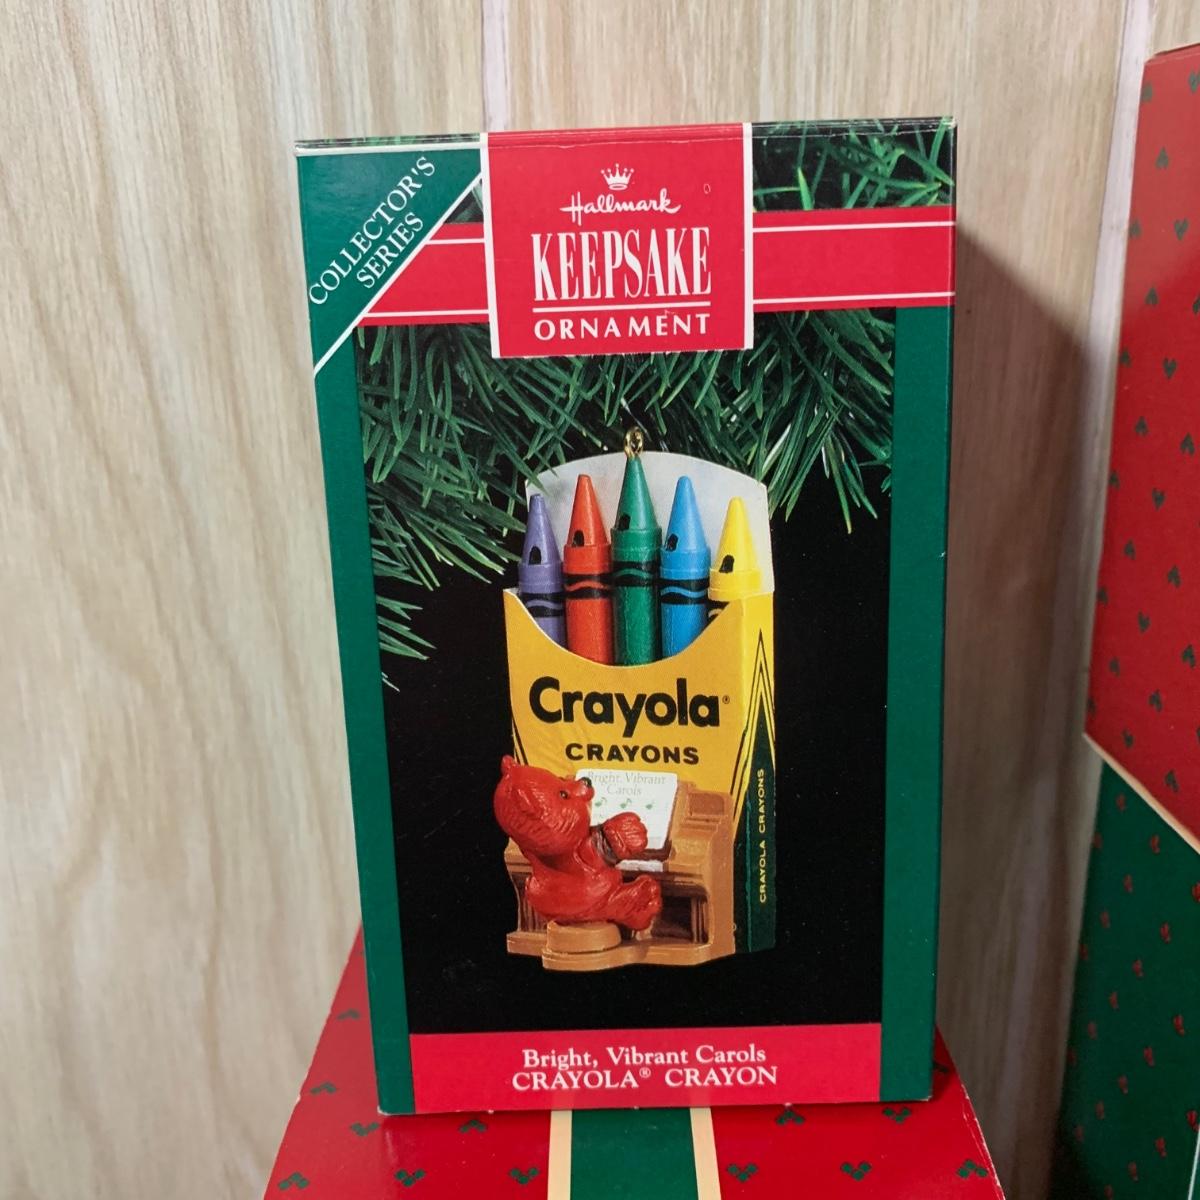 COLLECTOR'S
SERIES
Hallmark
KEEPSAKE
ORNAMENT
Crayola®
CRAYONS
Bright, Vibrant
Carols
CRAYOLA CRAYONS
Bright, Vibrant Carols
CRAYOLA® CRAYON